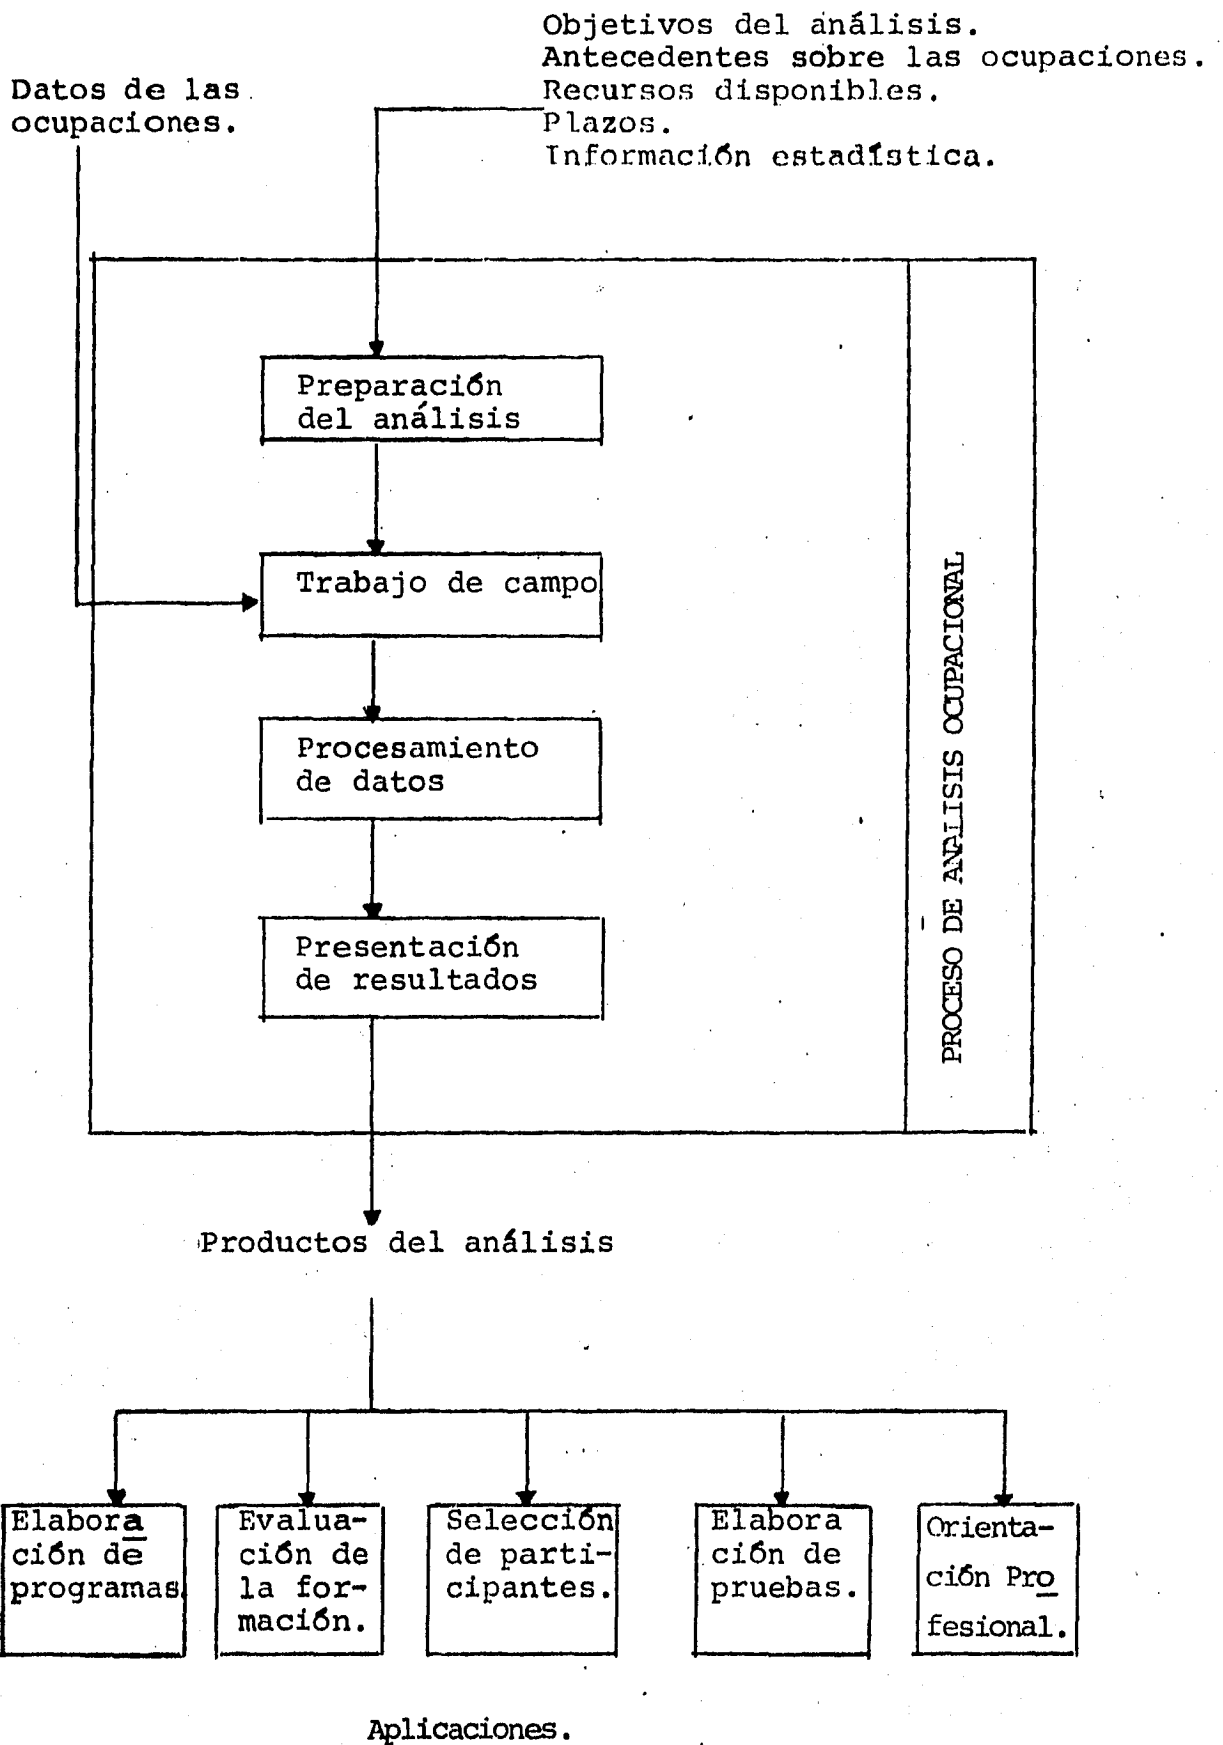 Objetivos del análisis.
Antecedentes sobre las ocupaciones.
Recursos disponibles.
Plazos.
Información estadística.
Datos de las
ocupaciones.
Preparación
del análisis
Trabajo de campo
Procesamiento
de datos
Presentación
de resultados
PROCESO DE ANALISIS OCUPACIONAL
Productos del análisis
Elabora
ción de
programas
Evalua-
ción de
la for-
mación.
Selección
de parti-
cipantes.
Elabora
ción de
pruebas.
Orienta-
ción Pro
fesional.
Aplicaciones.